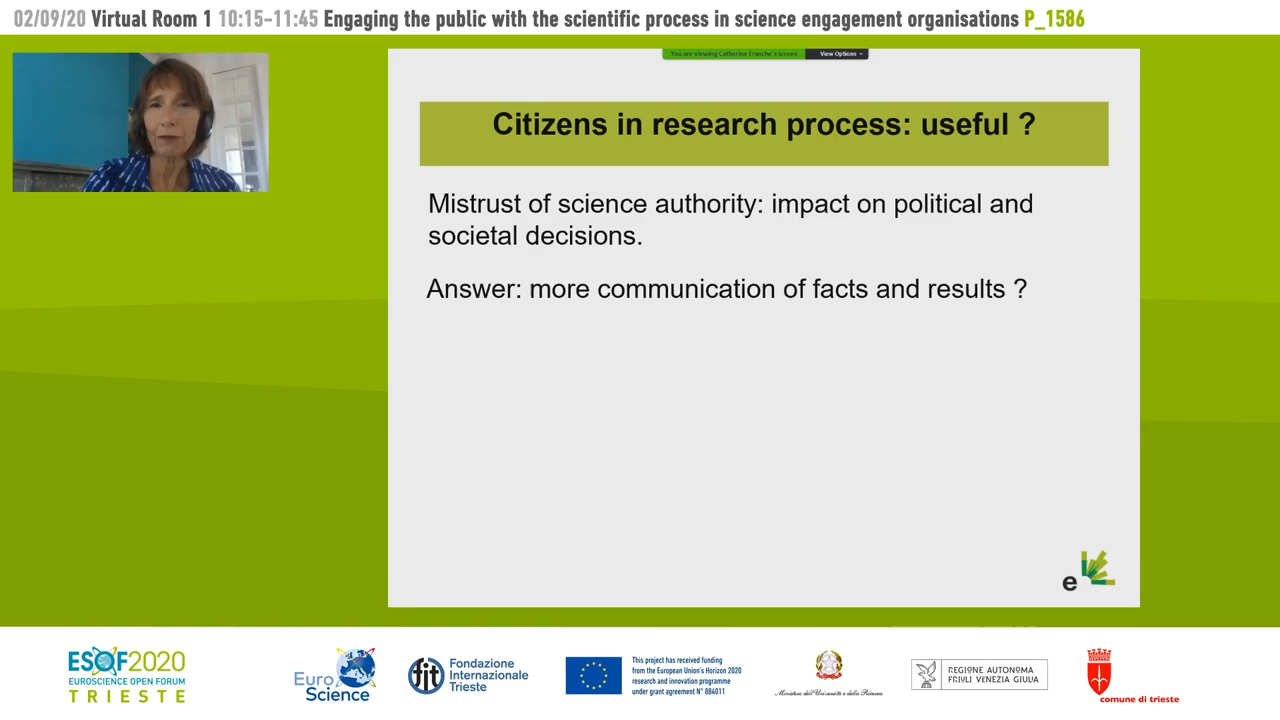 02/09/20 Virtual Room 1 10:15-11:45 Engaging the public with the scientific process in science engagement organisations P_1586
You are viewing Catherine Franche's screen
View Options
Citizens in research process: useful ?
Mistrust of science authority: impact on political and
societal decisions.
Answer: more communication of facts and results ?
e
ESOF2020
EUROSCIENCE OPEN FORUM
TRIESTE
Euro
Science
fit
Fondazione
Internazionale
Trieste
This project has received funding
from the European Union's Horizon 2020
research and innovation programme
under grant agreement N° 884011
Ministero dell'Università e della Ricerca
REGIONE AUTONOMA
FRIULI VENEZIA GIULIA
comune di trieste